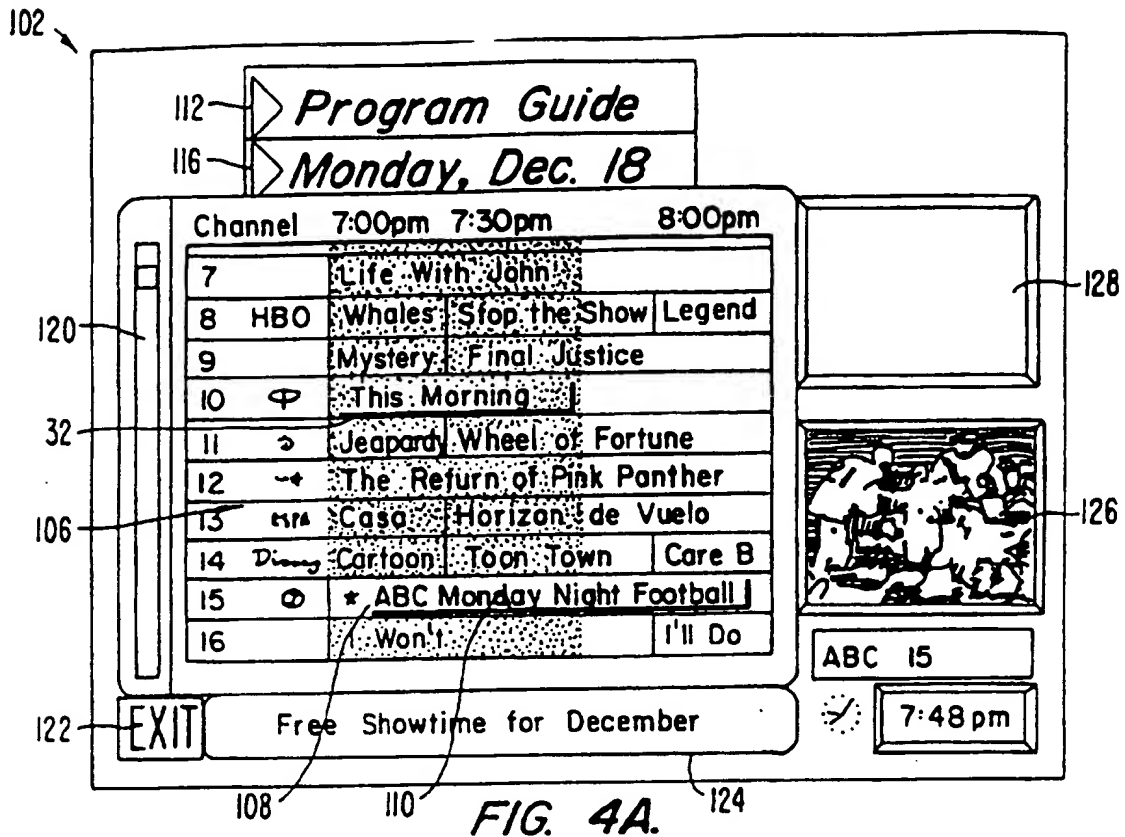 102
112
Program Guide
116
Monday, Dec. 18
Channel 7:00pm 7:30pm 8:00pm
7 Life With John
8 HBO Whales Stop the Show Legend
128
120
9 Mystery Final Justice
10 This Morning
32
11 Jeapardy Wheel of Fortune
12 The Return of Pink Panther
106
13 Casa Horizon de Vuelo
126
14 Disney Cartoon Toon Town Care B
15 * ABC Monday Night Football
16 Won't I'll Do
ABC 15
122
EXIT
Free Showtime for December
7:48pm
108
110
124
FIG. 4A.